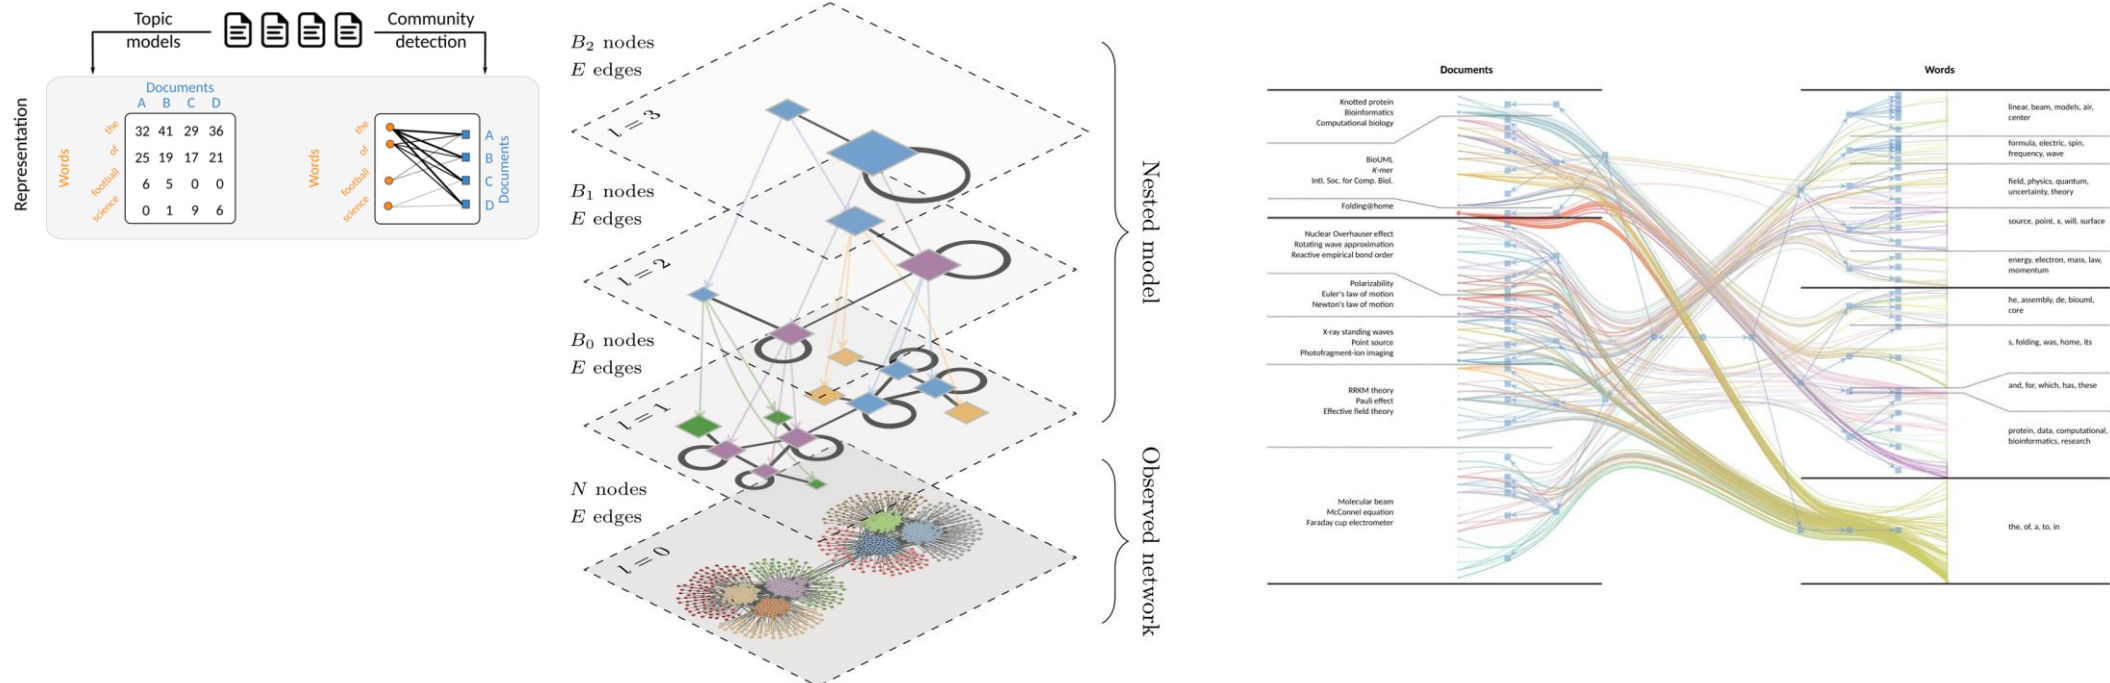 Topic
models
Community
detection
Representation
Documents
A B C D
Words
the
of
football
science
32 41 29 36
25 19 17 21
6 5 0 0
0 1 9 6
Words
the
of
football
science
A
B
C
D
Documents
B₂ nodes
E edges
l = 3
B₁ nodes
E edges
l = 2
B₀ nodes
E edges
l = 1
N nodes
E edges
l = 0
Nested model
Observed network
Documents
Knotted protein
Bioinformatics
Computational biology
BioUML
K-mer
Intl. Soc. for Comp. Biol.
Folding@home
Nuclear Overhauser effect
Rotating wave approximation
Reactive empirical bond order
Polarizability
Euler's law of motion
Newton's law of motion
X-ray standing waves
Point source
Photofragment-ion imaging
RRKM theory
Pauli effect
Effective field theory
Molecular beam
McConnel equation
Faraday cup electrometer
Words
linear, beam, models, air,
center
formula, electric, spin,
frequency, wave
field, physics, quantum,
uncertainty, theory
source, point, x, will, surface
energy, electron, mass, law,
momentum
he, assembly, de, biouml,
core
s, folding, was, home, its
and, for, which, has, these
protein, data, computational,
bioinformatics, research
the, of, a, to, in